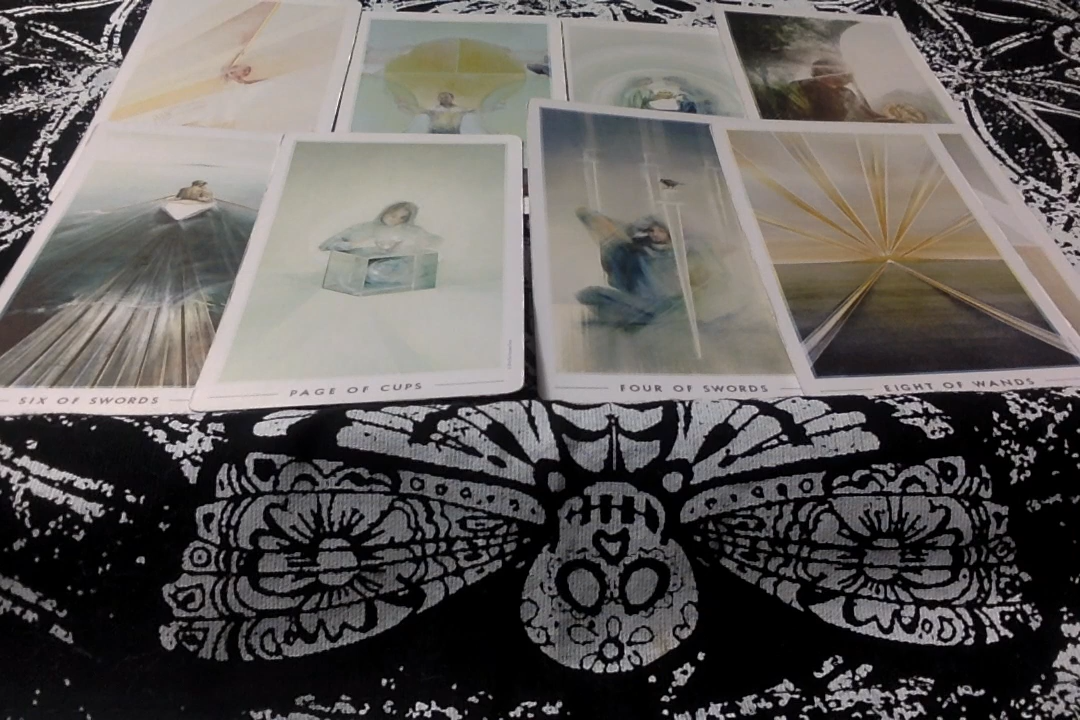 SIX OF SWORDS
PAGE OF CUPS
FOUR OF SWORDS
EIGHT OF WANDS